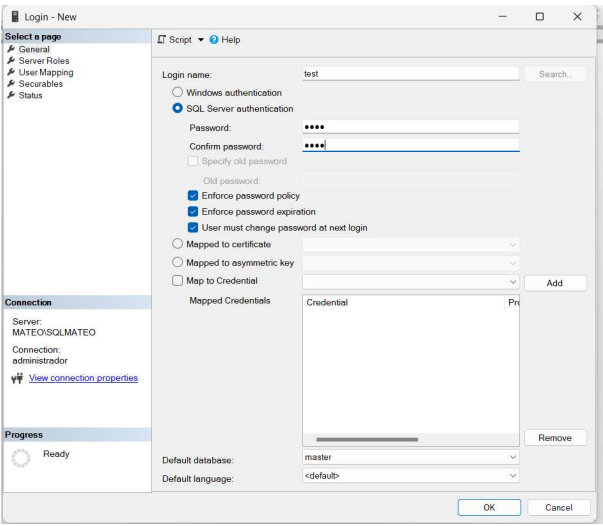 Login - New
Select a page
General
Server Roles
User Mapping
Securables
Status
Script
Help
Login name:
test
Search...
Windows authentication
SQL Server authentication
Password:
●●●●
Confirm password:
●●●●
Specify old password
Old password:
Enforce password policy
Enforce password expiration
User must change password at next login
Mapped to certificate
Mapped to asymmetric key
Map to Credential
Add
Mapped Credentials
Credential
Pro
Remove
Connection
Server:
MATEO\SQLMATEO
Connection:
administrador
View connection properties
Progress
Ready
Default database:
master
Default language:
<default>
OK
Cancel